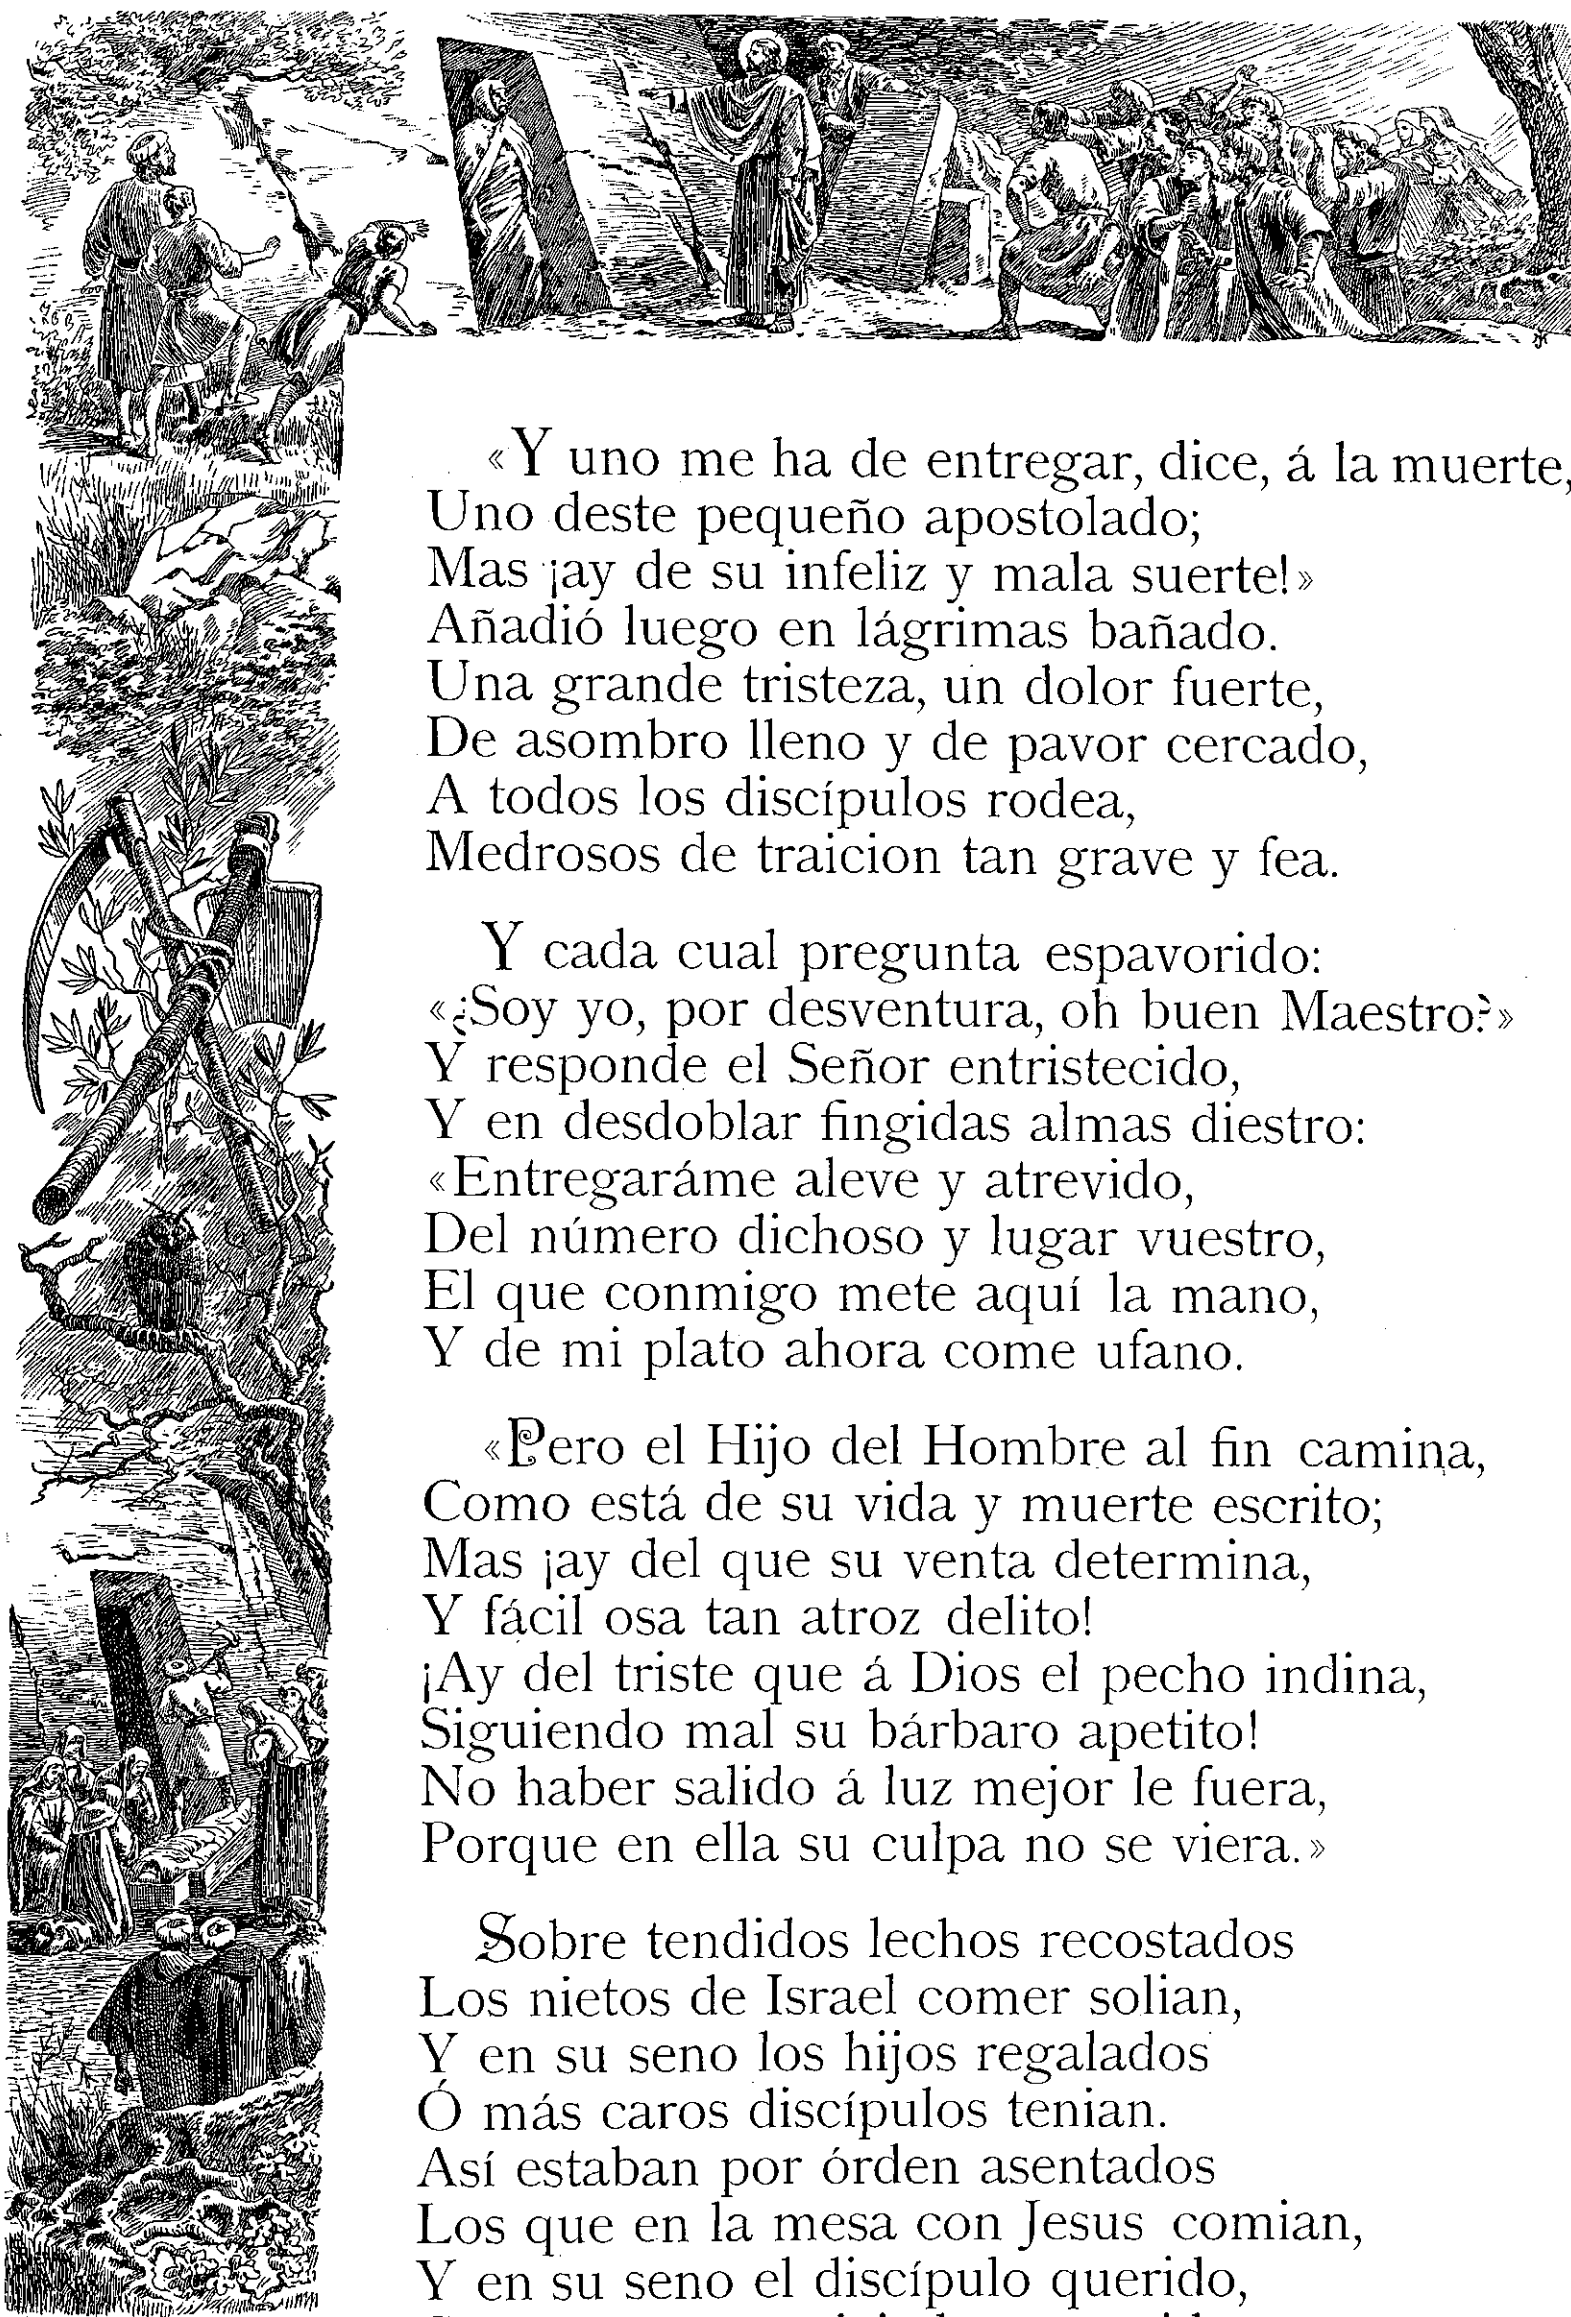 «Y uno me ha de entregar, dice, á la muerte,
Uno deste pequeño apostolado;
Mas ¡ay de su infeliz y mala suerte!»
Añadió luego en lágrimas bañado.
Una grande tristeza, un dolor fuerte,
De asombro lleno y de pavor cercado,
A todos los discípulos rodea,
Medrosos de traicion tan grave y fea.
Y cada cual pregunta espavorido:
«¿Soy yo, por desventura, oh buen Maestro?»
Y responde el Señor entristecido,
Y en desdoblar fingidas almas diestro:
«Entregaráme aleve y atrevido,
Del número dichoso y lugar vuestro,
El que conmigo mete aquí la mano,
Y de mi plato ahora come ufano.
«Pero el Hijo del Hombre al fin camina,
Como está de su vida y muerte escrito;
Mas ¡ay del que su venta determina,
Y fácil osa tan atroz delito!
¡Ay del triste que á Dios el pecho indina,
Siguiendo mal su bárbaro apetito!
No haber salido á luz mejor le fuera,
Porque en ella su culpa no se viera.»
Sobre tendidos lechos recostados
Los nietos de Israel comer solian,
Y en su seno los hijos regalados
Ó más caros discípulos tenian.
Así estaban por órden asentados
Los que en la mesa con Jesus comian,
Y en su seno el discípulo querido,